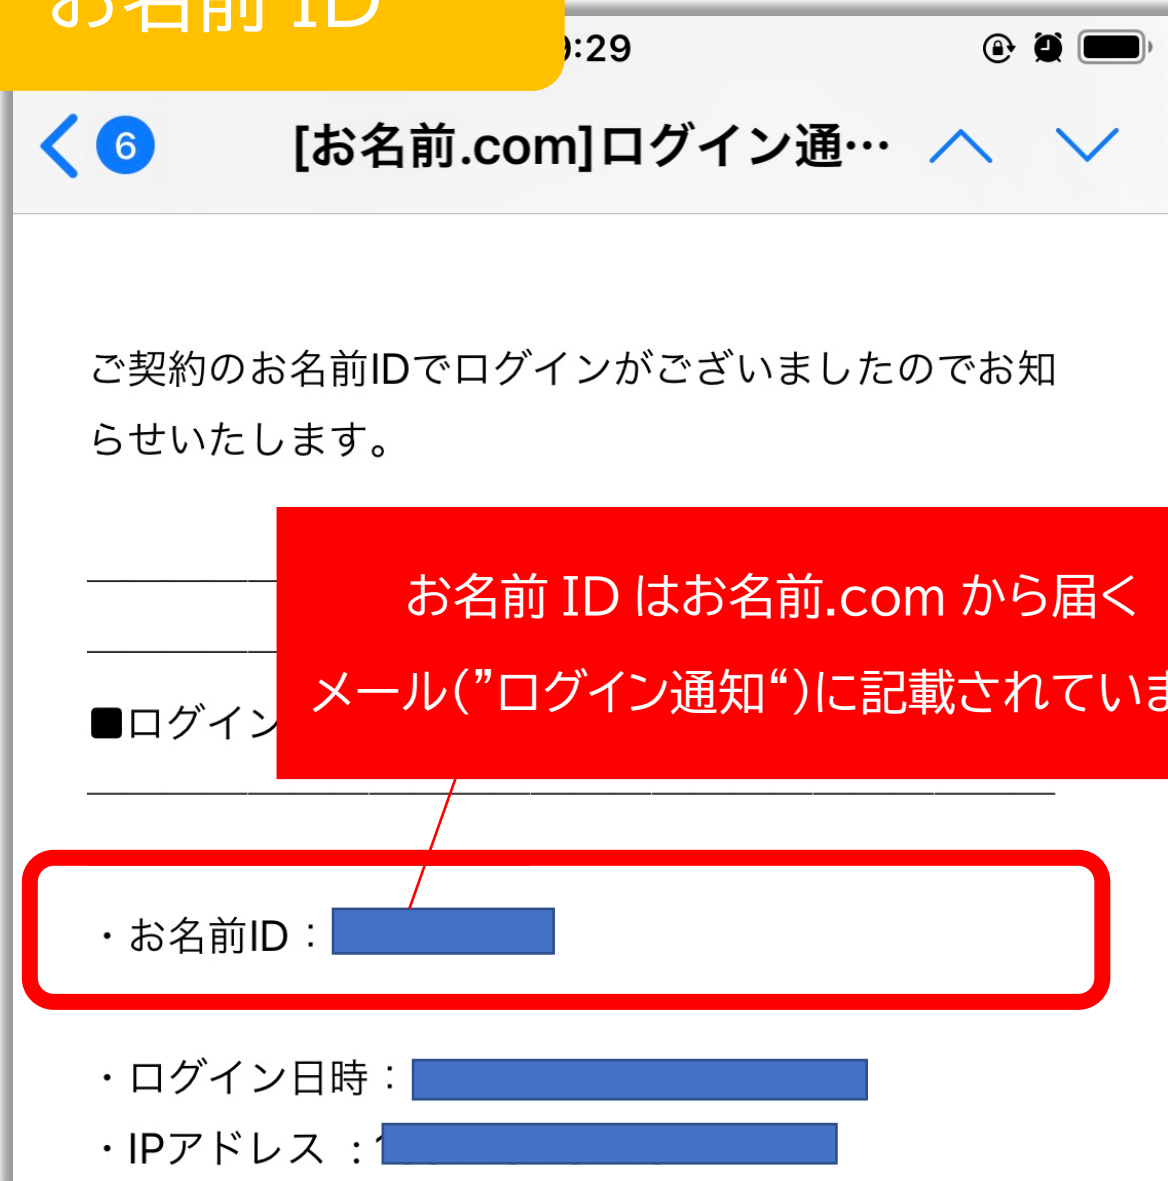 お名前 ID
:29
6
[お名前.com]ログイン通…
ご契約のお名前IDでログインがございましたのでお知
らせいたします。
お名前 ID はお名前.com から届く
メール(”ログイン通知“)に記載されていま
■ログイン
・お名前ID：
・ログイン日時：
・IPアドレス ：